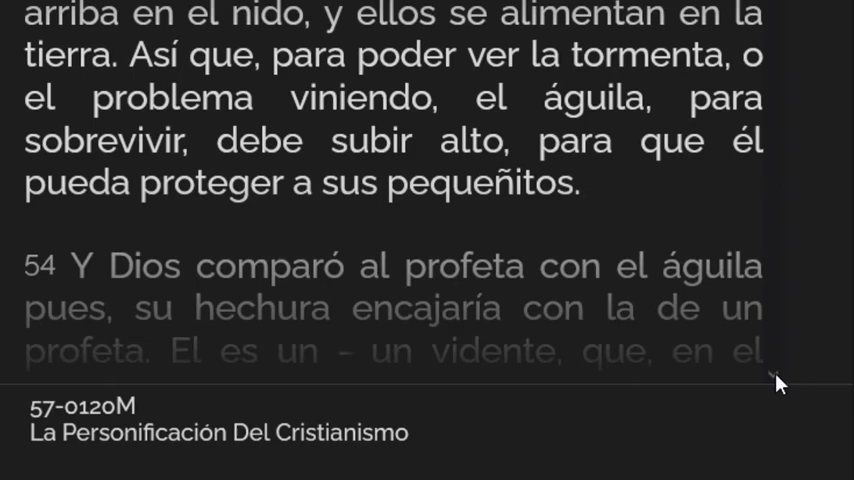 arriba en el nido, y ellos se alimentan en la
tierra. Así que, para poder ver la tormenta, o
el problema viniendo, el águila, para
sobrevivir, debe subir alto, para que él
pueda proteger a sus pequeñitos.
54 Y Dios comparó al profeta con el águila
pues, su hechura encajaría con la de un
profeta. El es un - un vidente, que, en el
57-0120M
La Personificación Del Cristianismo